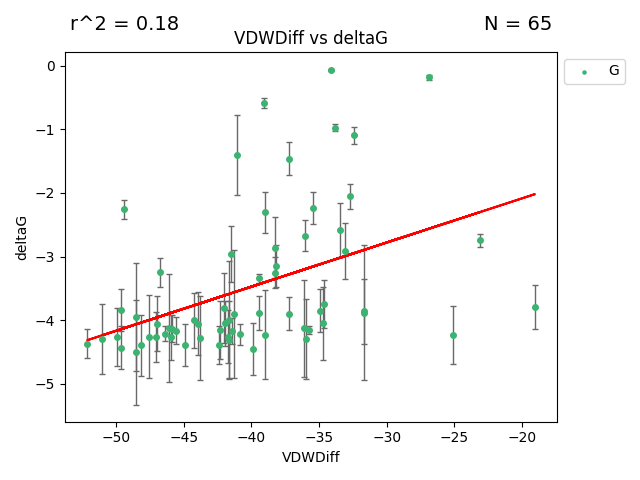 r^2 = 0.18
N = 65
VDWDiff vs deltaG
G
deltaG
0
−1
−2
−3
−4
−5
−50
−45
−40
−35
−30
−25
−20
VDWDiff